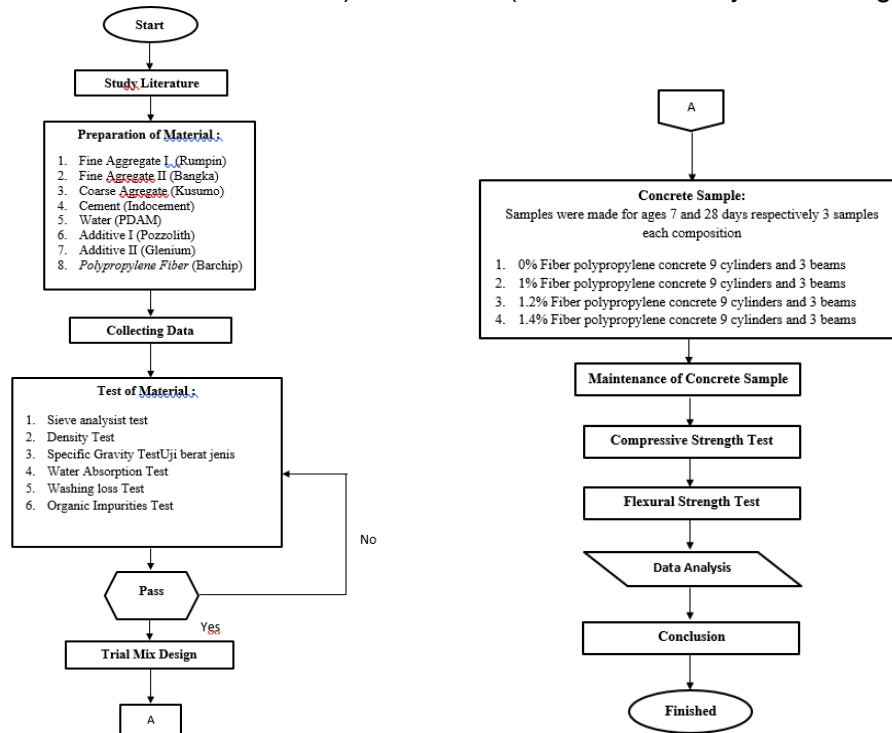 Start
Study Literature
Preparation of Material :
1. Fine Aggregate I (Rumpin)
2. Fine Agregate II (Bangka)
3. Coarse Agregate (Kusumo)
4. Cement (Indocement)
5. Water (PDAM)
6. Additive I (Pozzolith)
7. Additive II (Glenium)
8. Polypropylene Fiber (Barchip)
Collecting Data
Test of Material :
1. Sieve analysist test
2. Density Test
3. Specific Gravity TestUji berat jenis
4. Water Absorption Test
5. Washing loss Test
6. Organic Impurities Test
No
Pass
Yes
Trial Mix Design
A
A
Concrete Sample:
Samples were made for ages 7 and 28 days respectively 3 samples
each composition
1. 0% Fiber polypropylene concrete 9 cylinders and 3 beams
2. 1% Fiber polypropylene concrete 9 cylinders and 3 beams
3. 1.2% Fiber polypropylene concrete 9 cylinders and 3 beams
4. 1.4% Fiber polypropylene concrete 9 cylinders and 3 beams
Maintenance of Concrete Sample
Compressive Strength Test
Flexural Strength Test
Data Analysis
Conclusion
Finished